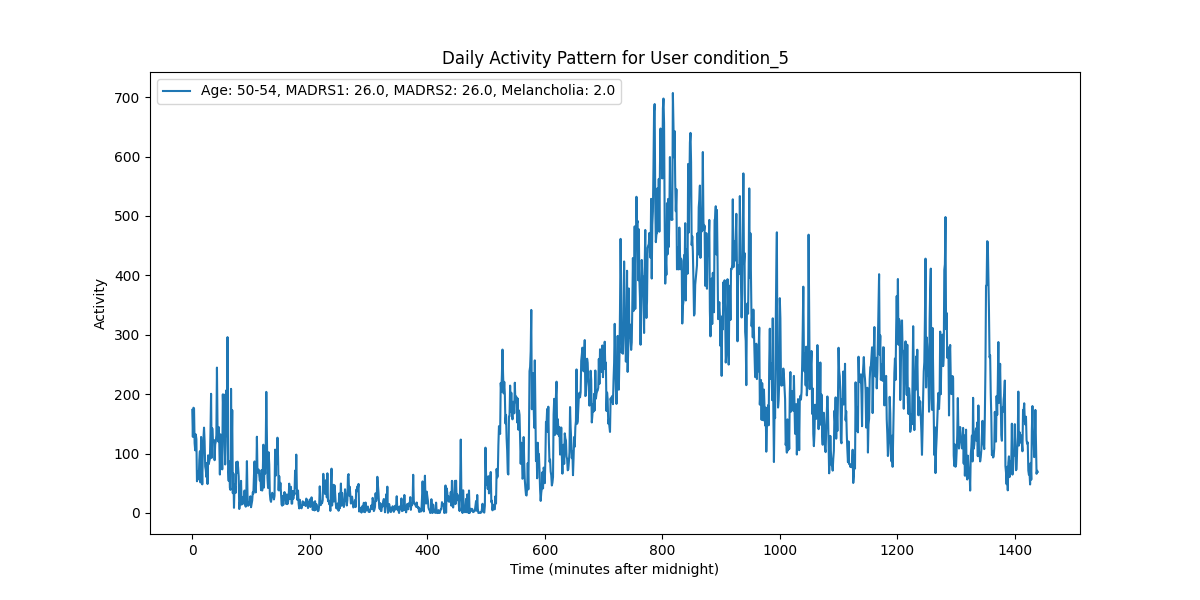 Daily Activity Pattern for User condition_5
Age: 50-54, MADRS1: 26.0, MADRS2: 26.0, Melancholia: 2.0
700
600
500
400
300
200
100
0
Activity
0 200 400 600 800 1000 1200 1400
Time (minutes after midnight)